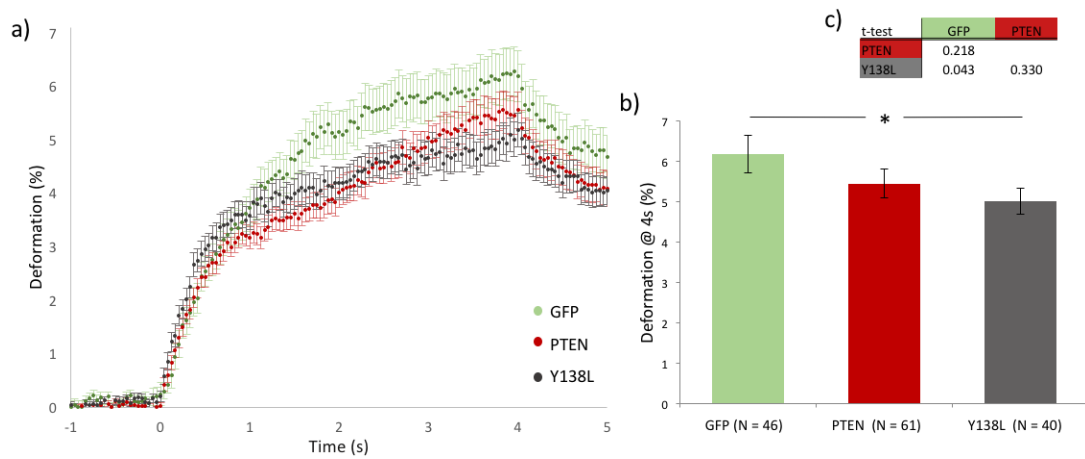 a)
Deformation (%)
7
6
5
4
3
2
1
0
-1
0
1
2
3
4
5
Time (s)
GFP
PTEN
Y138L
c)
t-test GFP PTEN
PTEN 0.218
Y138L 0.043 0.330
b)
*
Deformation @ 4s (%)
7
6
5
4
3
2
1
0
GFP (N = 46)
PTEN (N = 61)
Y138L (N = 40)